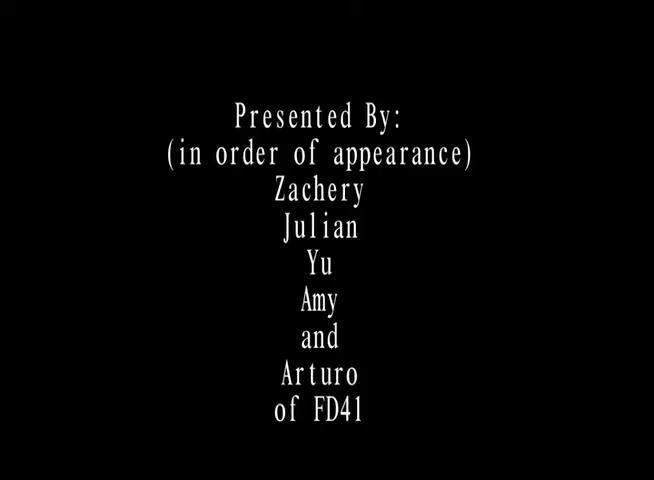 Presented By:
(in order of appearance)
Zachery
Julian
Yu
Amy
and
Arturo
of FD41